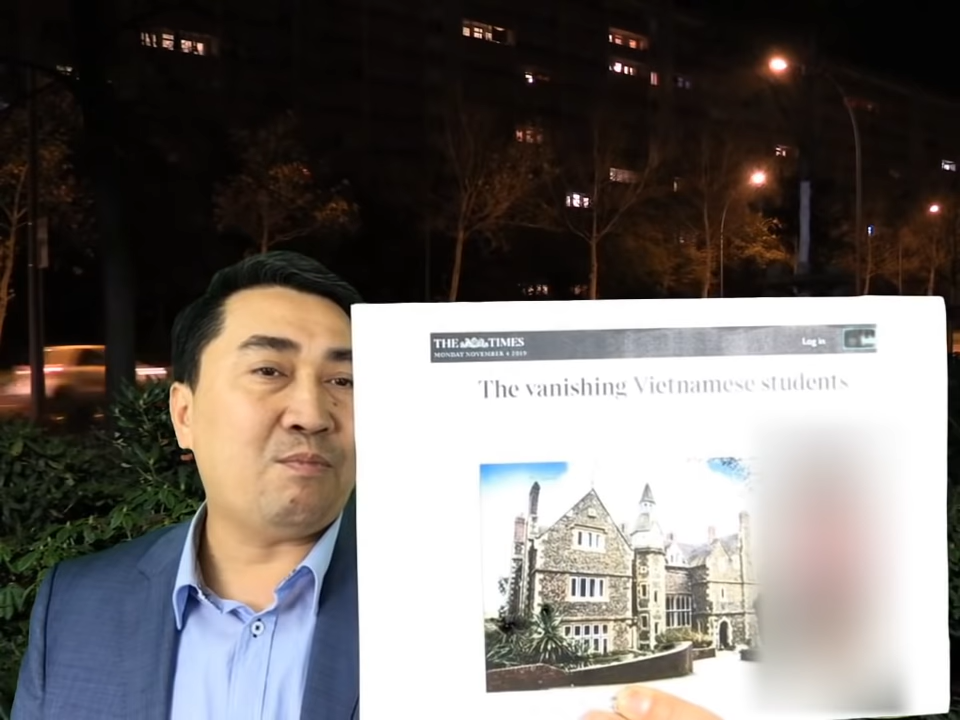 THE TIMES
Log in
MONDAY NOVEMBER 4 2019
The vanishing Vietnamese students